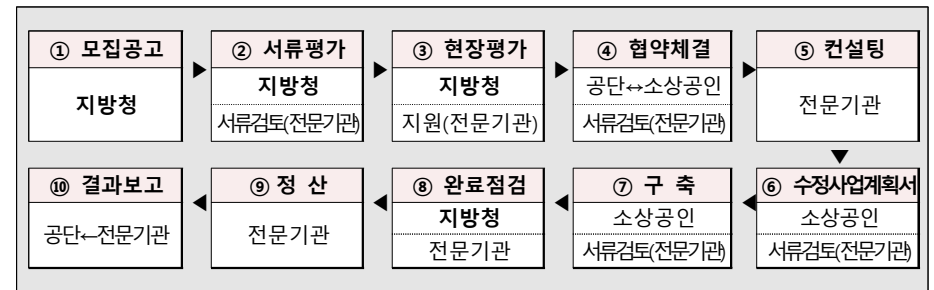 ① 모집공고
지방청
▶
② 서류평가
지방청
서류검토(전문기관)
▶
③ 현장평가
지방청
지원(전문기관)
▶
④ 협약체결
공단↔소상공인
서류검토(전문기관)
▶
⑤ 컨설팅
전문기관
▼
⑥ 수정사업계획서
소상공인
서류검토(전문기관)
◀
⑦ 구 축
소상공인
서류검토(전문기관)
◀
⑧ 완료점검
지방청
전문기관
◀
⑨ 정 산
전문기관
◀
⑩ 결과보고
공단←전문기관